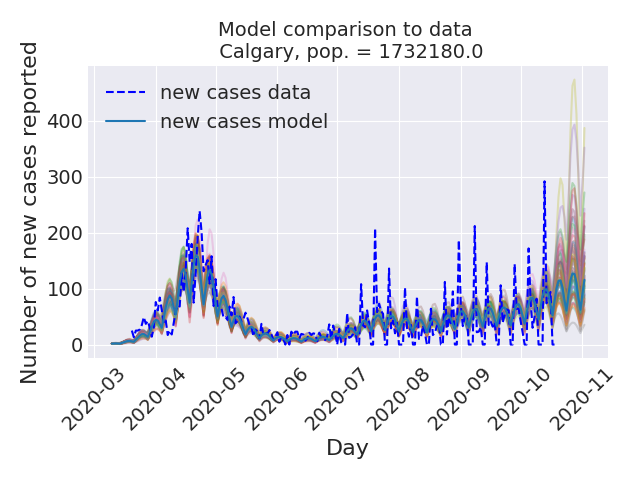 Model comparison to data
Calgary, pop. = 1732180.0
new cases data
new cases model
Number of new cases reported
400
300
200
100
0
2020-03
2020-04
2020-05
2020-06
2020-07
2020-08
2020-09
2020-10
2020-11
Day